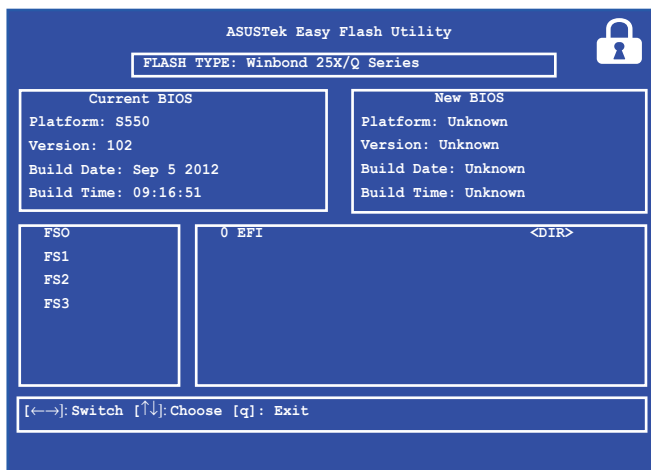 ASUSTek Easy Flash Utility
FLASH TYPE: Winbond 25X/Q Series
Current BIOS
Platform: S550
Version: 102
Build Date: Sep 5 2012
Build Time: 09:16:51
New BIOS
Platform: Unknown
Version: Unknown
Build Date: Unknown
Build Time: Unknown
FSO
FS1
FS2
FS3
0 EFI <DIR>
[←→]: Switch [↑↓]: Choose [q]: Exit